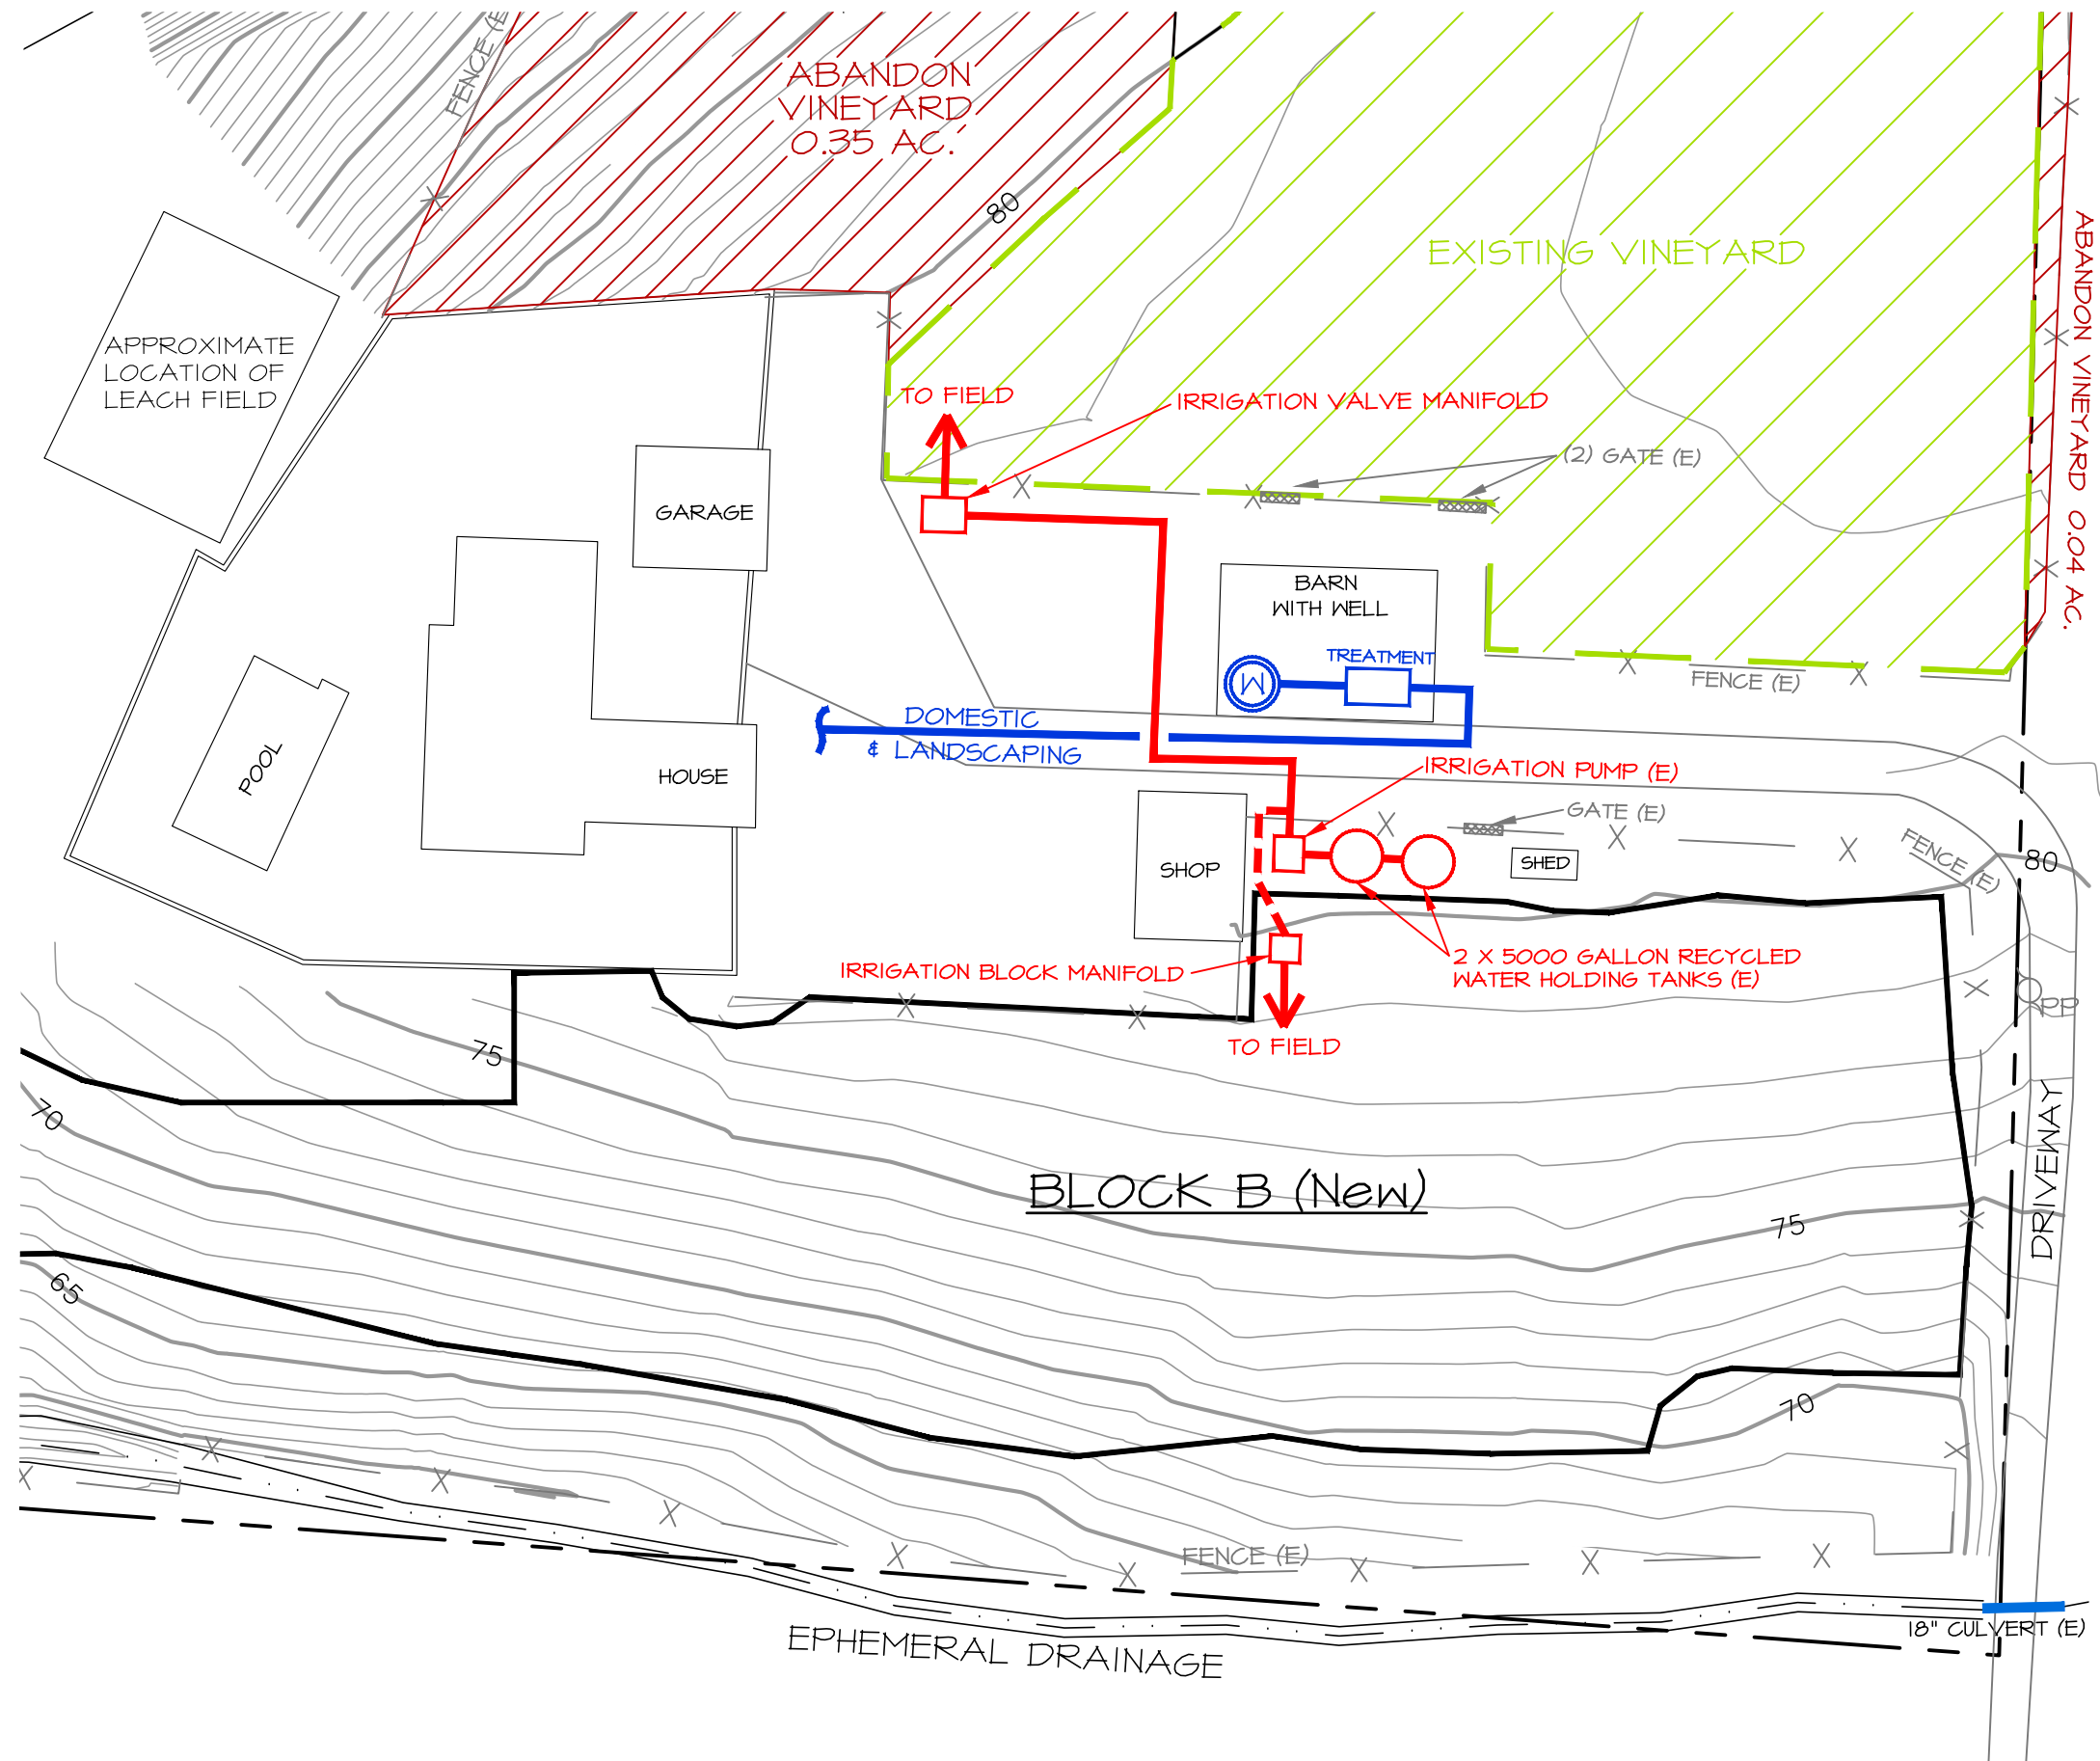 FENCE (E)
ABANDON
VINEYARD
0.35 AC.
80
EXISTING VINEYARD
ABANDON VINEYARD 0.04 AC.
APPROXIMATE
LOCATION OF
LEACH FIELD
TO FIELD
IRRIGATION VALVE MANIFOLD
(2) GATE (E)
GARAGE
BARN
WITH WELL
W
TREATMENT
FENCE (E)
DOMESTIC
& LANDSCAPING
POOL
HOUSE
IRRIGATION PUMP (E)
GATE (E)
SHOP
SHED
FENCE (E)
80
IRRIGATION BLOCK MANIFOLD
2 X 5000 GALLON RECYCLED
WATER HOLDING TANKS (E)
PP
TO FIELD
75
70
BLOCK B (New)
75
DRIVEWAY
65
70
FENCE (E)
18" CULVERT (E)
EPHEMERAL DRAINAGE